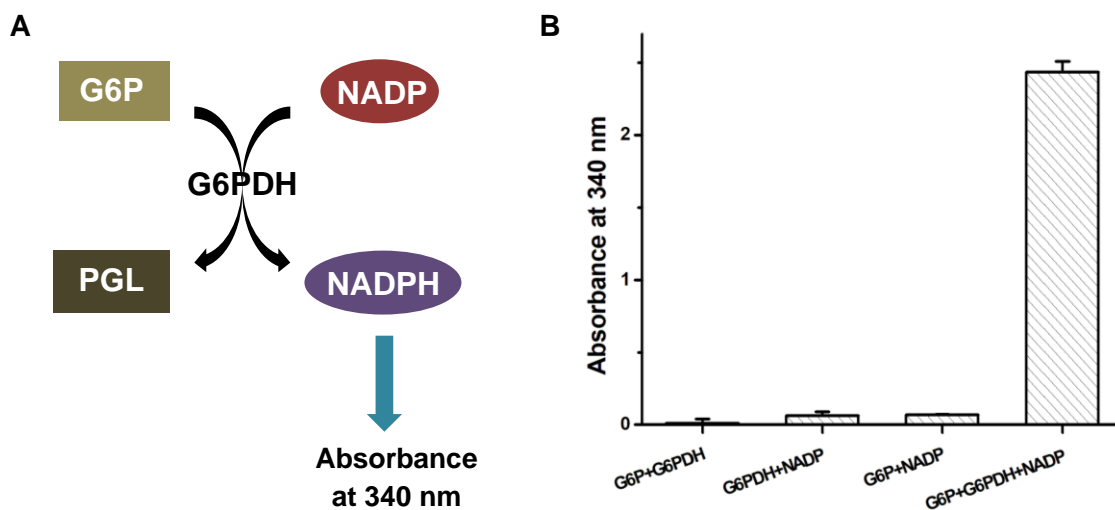 A
G6P
NADP
G6PDH
PGL
NADPH
Absorbance
at 340 nm
B
Absorbance at 340 nm
2
1
0
G6P+G6PDH
G6PDH+NADP
G6P+NADP
G6P+G6PDH+NADP